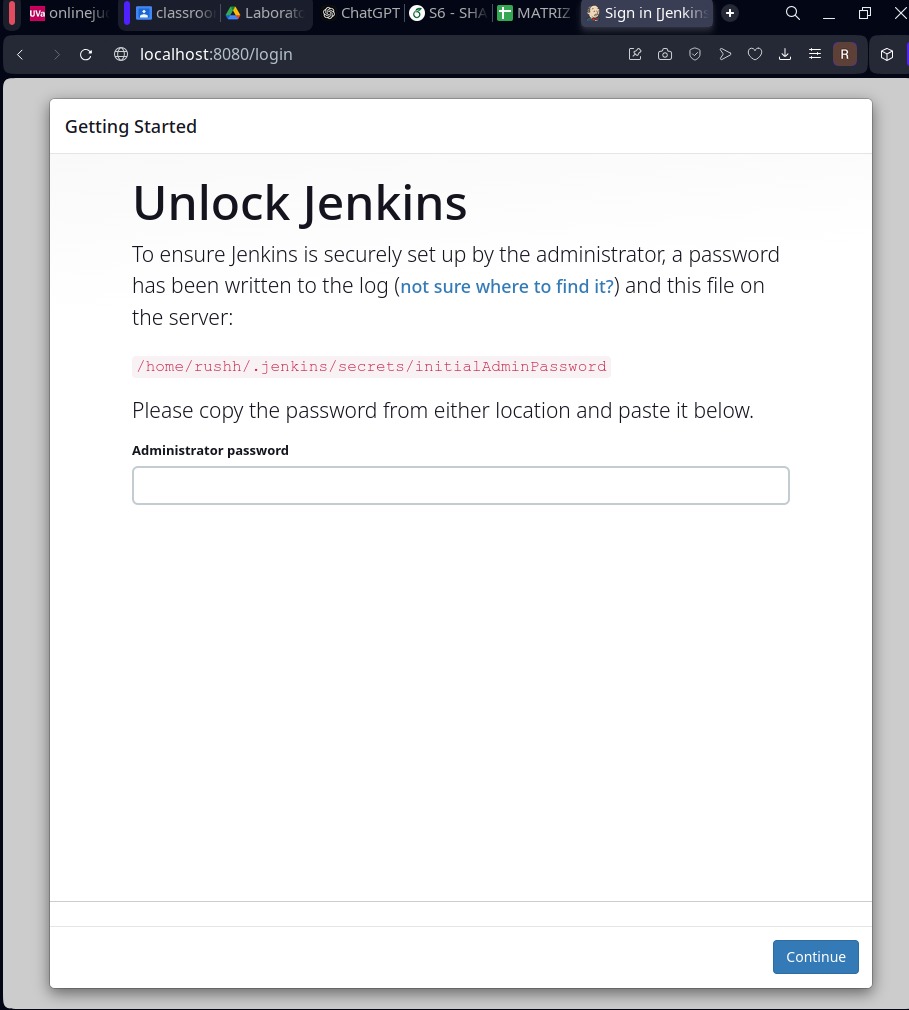 UVa onlineju classroo Laborato ChatGPT S6 - SHA MATRIZ Sign in [Jenkins
localhost:8080/login
R
Getting Started
Unlock Jenkins
To ensure Jenkins is securely set up by the administrator, a password
has been written to the log (not sure where to find it?) and this file on
the server:
/home/rushh/.jenkins/secrets/initialAdminPassword
Please copy the password from either location and paste it below.
Administrator password
Continue